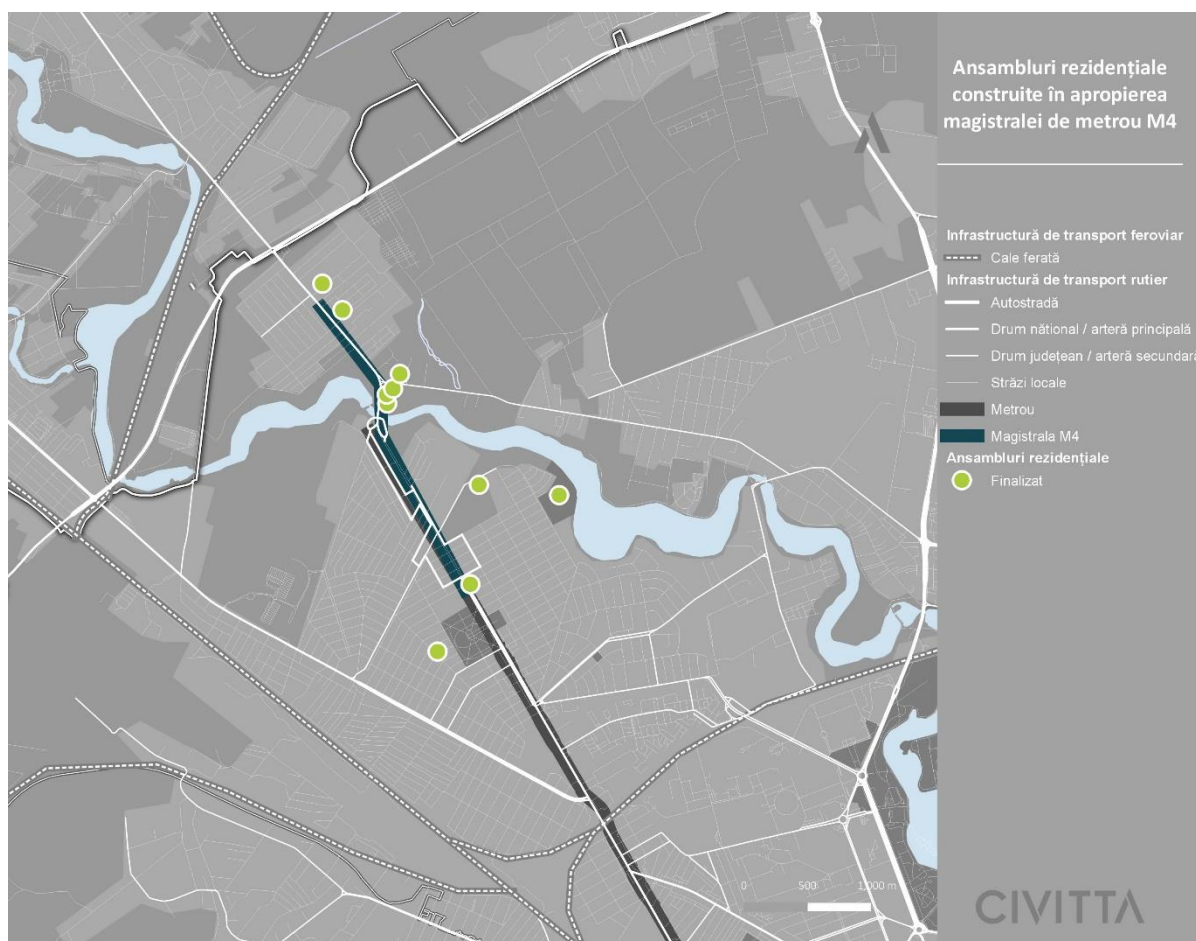 Ansambluri rezidențiale
construite în apropierea
magistralei de metrou M4
Infrastructură de transport feroviar
Cale ferată
Infrastructură de transport rutier
Autostradă
Drum național / arteră principală
Drum județean / arteră secundară
Străzi locale
Metrou
Magistrala M4
Ansambluri rezidențiale
Finalizat
0 500 1,000 m
CIVITTA